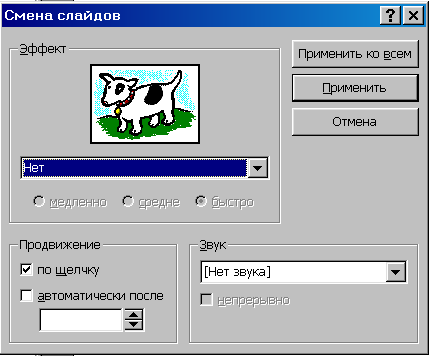 Смена слайдов
Эффект
Нет
медленно средне быстро
Применить ко всем
Применить
Отмена
Продвижение
по щелчку
автоматически после
Звук
[Нет звука]
непрерывно